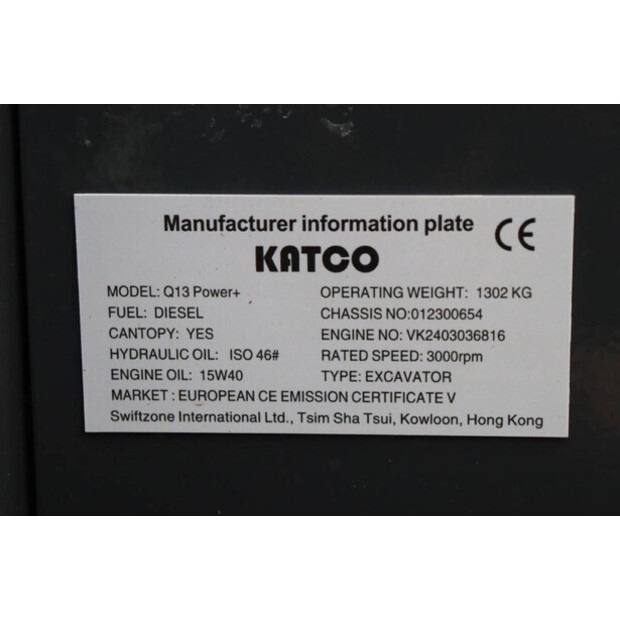 Manufacturer information plate
CE
KATCO
MODEL: Q13 Power+ OPERATING WEIGHT: 1302 KG
FUEL: DIESEL CHASSIS NO:012300654
CANTOPY: YES ENGINE NO: VK2403036816
HYDRAULIC OIL: ISO 46# RATED SPEED: 3000rpm
ENGINE OIL: 15W40 TYPE: EXCAVATOR
MARKET : EUROPEAN CE EMISSION CERTIFICATE V
Swiftzone International Ltd., Tsim Sha Tsui, Kowloon, Hong Kong